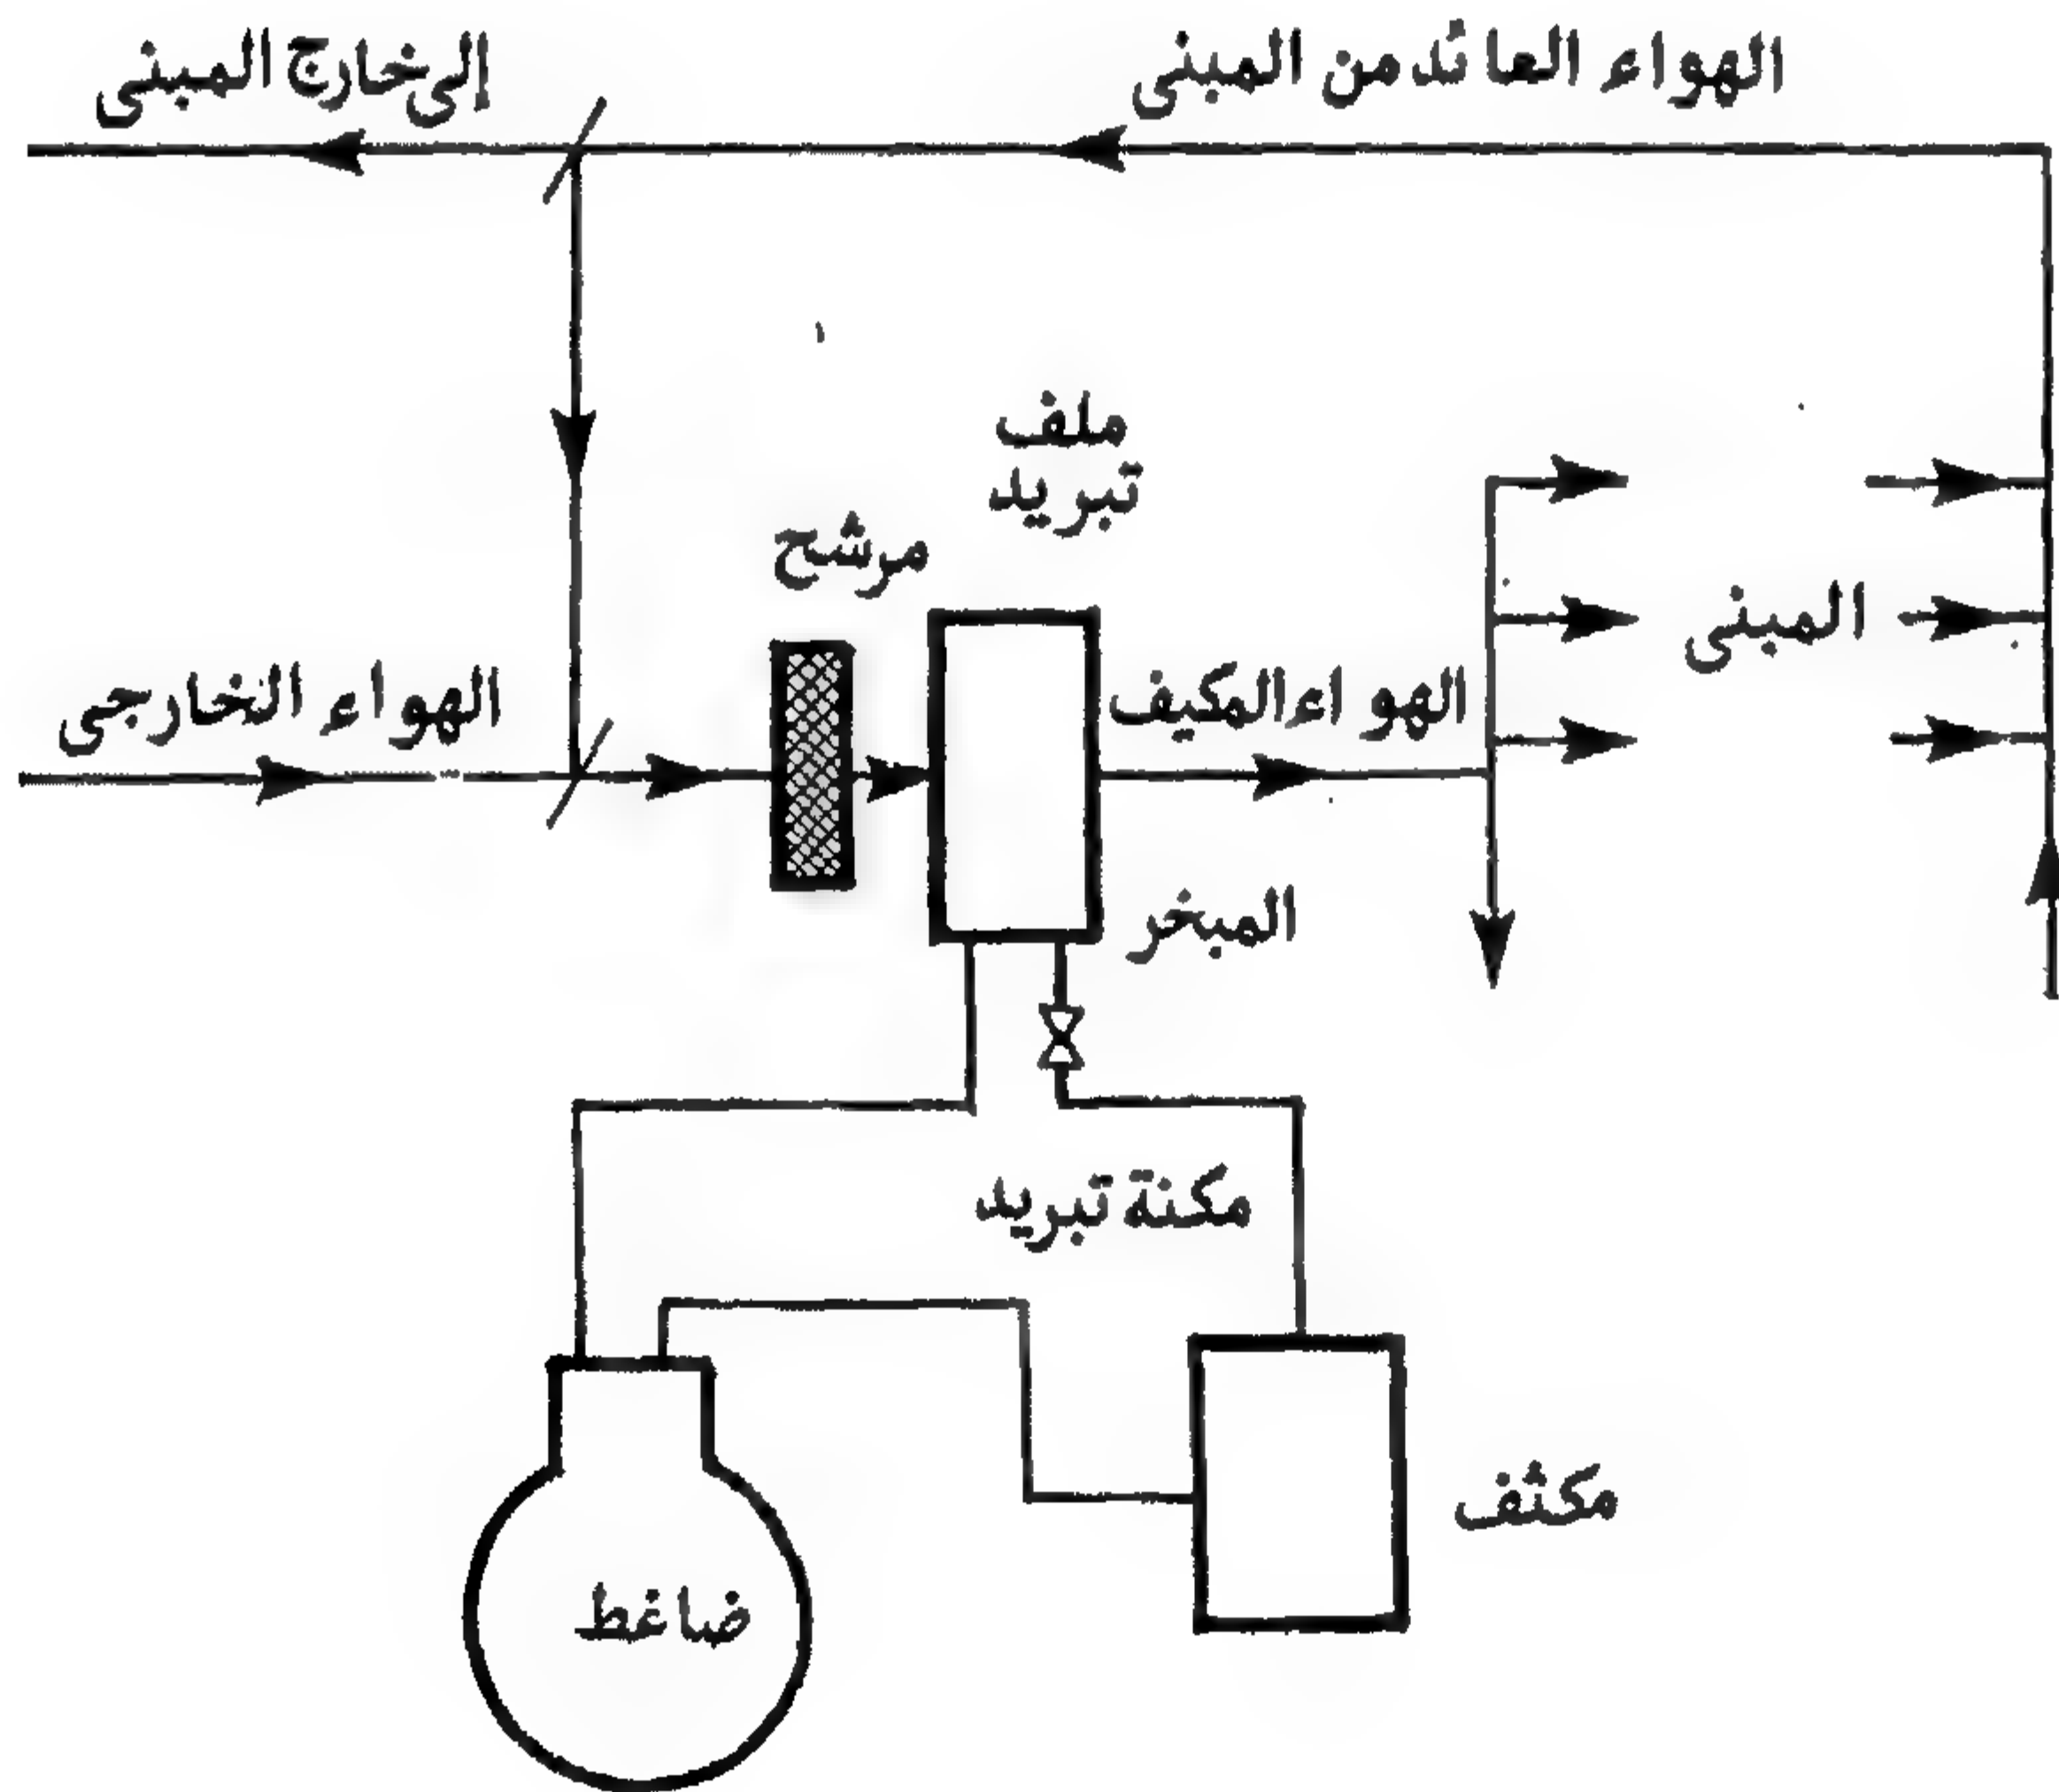 الهواء العائد من المبنى
إلى خارج المبنى
ملف
تبريد
مرشح
المبنى
الهواء المكيف
الهواء الخارجى
المبخر
مكنة تبريد
مكثف
ضاغط